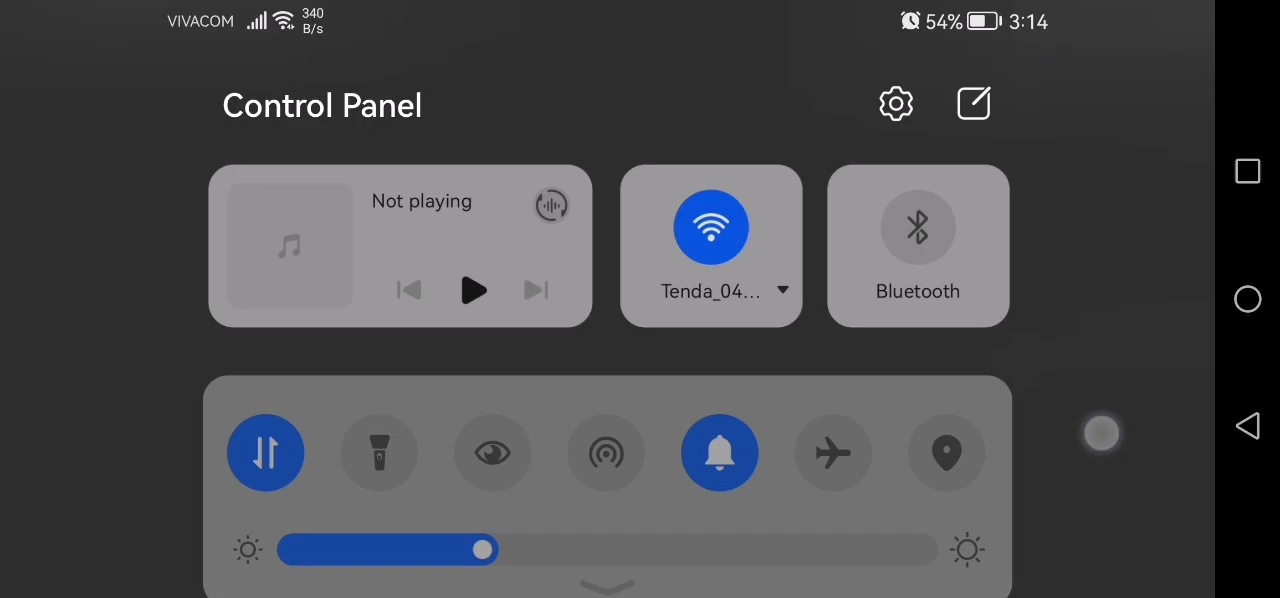 VIVACOM 340 B/s 54% 3:14
Control Panel
Not playing
Tenda_04...
Bluetooth